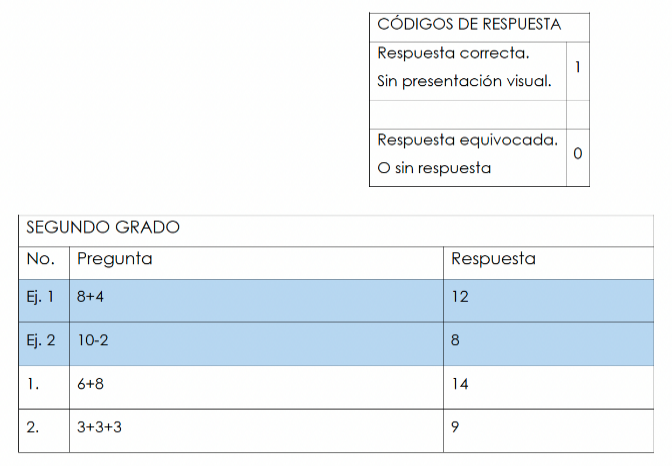 CÓDIGOS DE RESPUESTA
Respuesta correcta.
Sin presentación visual.
1
Respuesta equivocada.
O sin respuesta
0
SEGUNDO GRADO
No. Pregunta Respuesta
Ej. 1 8+4 12
Ej. 2 10-2 8
1. 6+8 14
2. 3+3+3 9